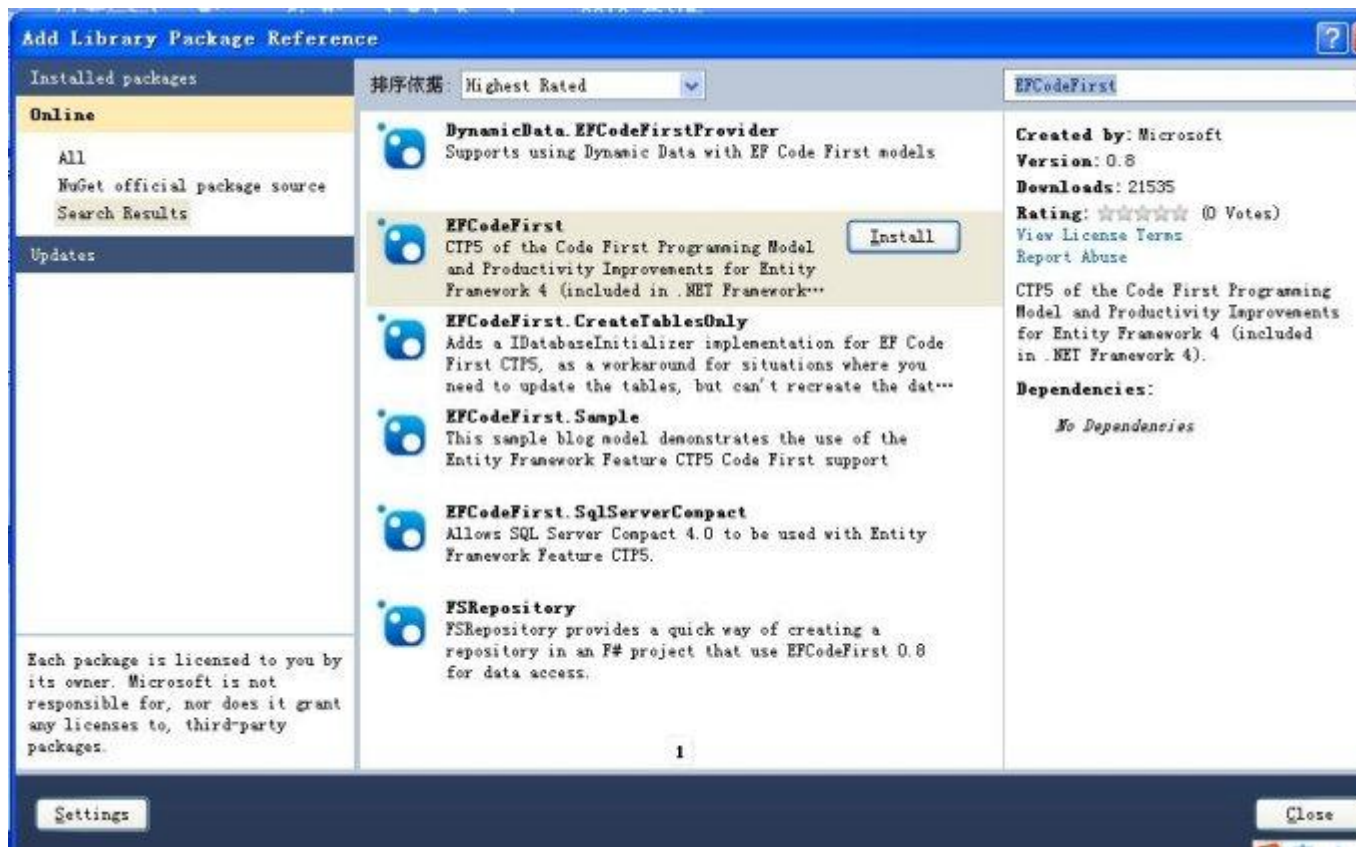 Add Library Package Reference
?
Installed packages
Online
All
NuGet official package source
Search Results
Updates
Each package is licensed to you by
its owner. Microsoft is not
responsible for, nor does it grant
any licenses to, third-party
packages.
排序依据: Highest Rated
DynamicData.EFCodeFirstProvider
Supports using Dynamic Data with EF Code First models
EFCodeFirst
CTP5 of the Code First Programming Model
and Productivity Improvements for Entity
Framework 4 (included in .NET Framework…
Install
EFCodeFirst.CreateTablesOnly
Adds a IDatabaseInitializer implementation for EF Code
First CTP5, as a workaround for situations where you
need to update the tables, but can't recreate the dat…
EFCodeFirst.Sample
This sample blog model demonstrates the use of the
Entity Framework Feature CTP5 Code First support
EFCodeFirst.SqlServerCompact
Allows SQL Server Compact 4.0 to be used with Entity
Framework Feature CTP5.
FSRepository
FSRepository provides a quick way of creating a
repository in an F# project that use EFCodeFirst 0.8
for data access.
1
EFCodeFirst
Created by: Microsoft
Version: 0.8
Downloads: 21535
Rating: (0 Votes)
View License Terms
Report Abuse
CTP5 of the Code First Programming
Model and Productivity Improvements
for Entity Framework 4 (included
in .NET Framework 4).
Dependencies:
No Dependencies
Settings
Close